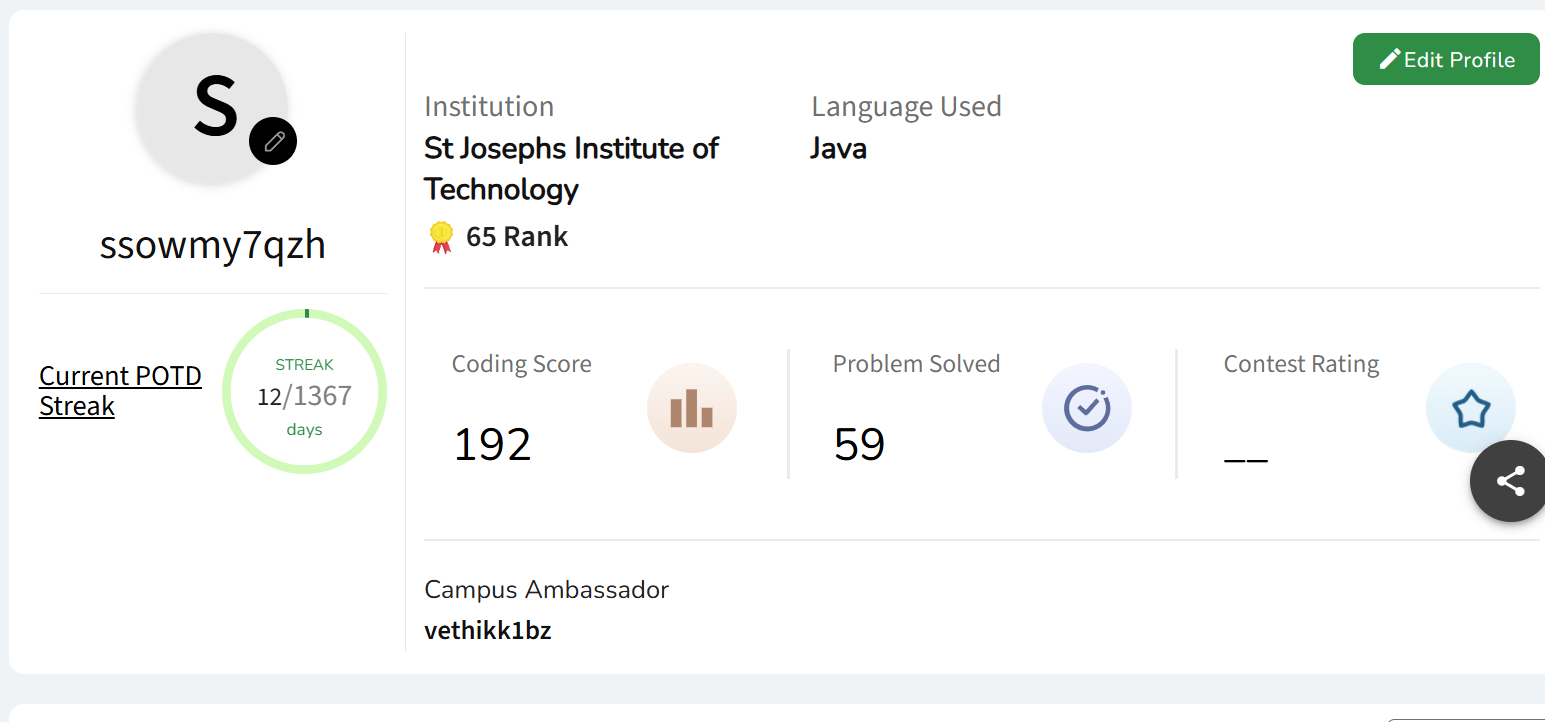 S
ssowmy7qzh
Current POTD
Streak
STREAK
12/1367
days
Edit Profile
Institution
St Josephs Institute of
Technology
65 Rank
Language Used
Java
Coding Score
192
Problem Solved
59
Contest Rating
__
Campus Ambassador
vethikk1bz